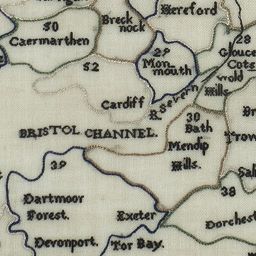 50
Caermarthen
Breck
nock
Hereford
52
29
Mon
mouth
28
Glouce
Cots
wold
Hills
Cardiff
R. Severn
BRISTOL CHANNEL.
30
Bath
Mendip
Hills.
Trow
39
Dartmoor
Forest.
Exeter
Devonport.
Tor Bay.
Sal
38
Dorchest